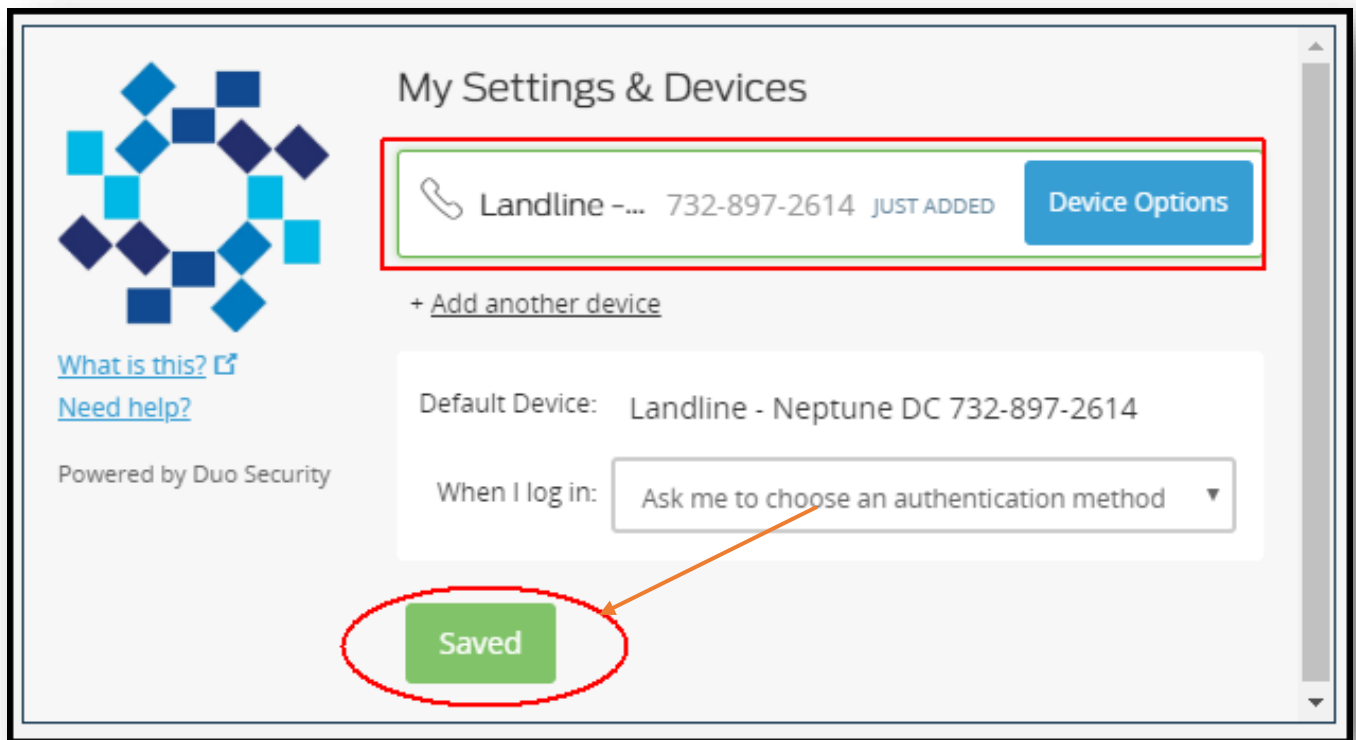 My Settings & Devices
Landline -... 732-897-2614 JUST ADDED Device Options
+ Add another device
What is this?
Need help?
Powered by Duo Security
Default Device: Landline - Neptune DC 732-897-2614
When I log in: Ask me to choose an authentication method
Saved